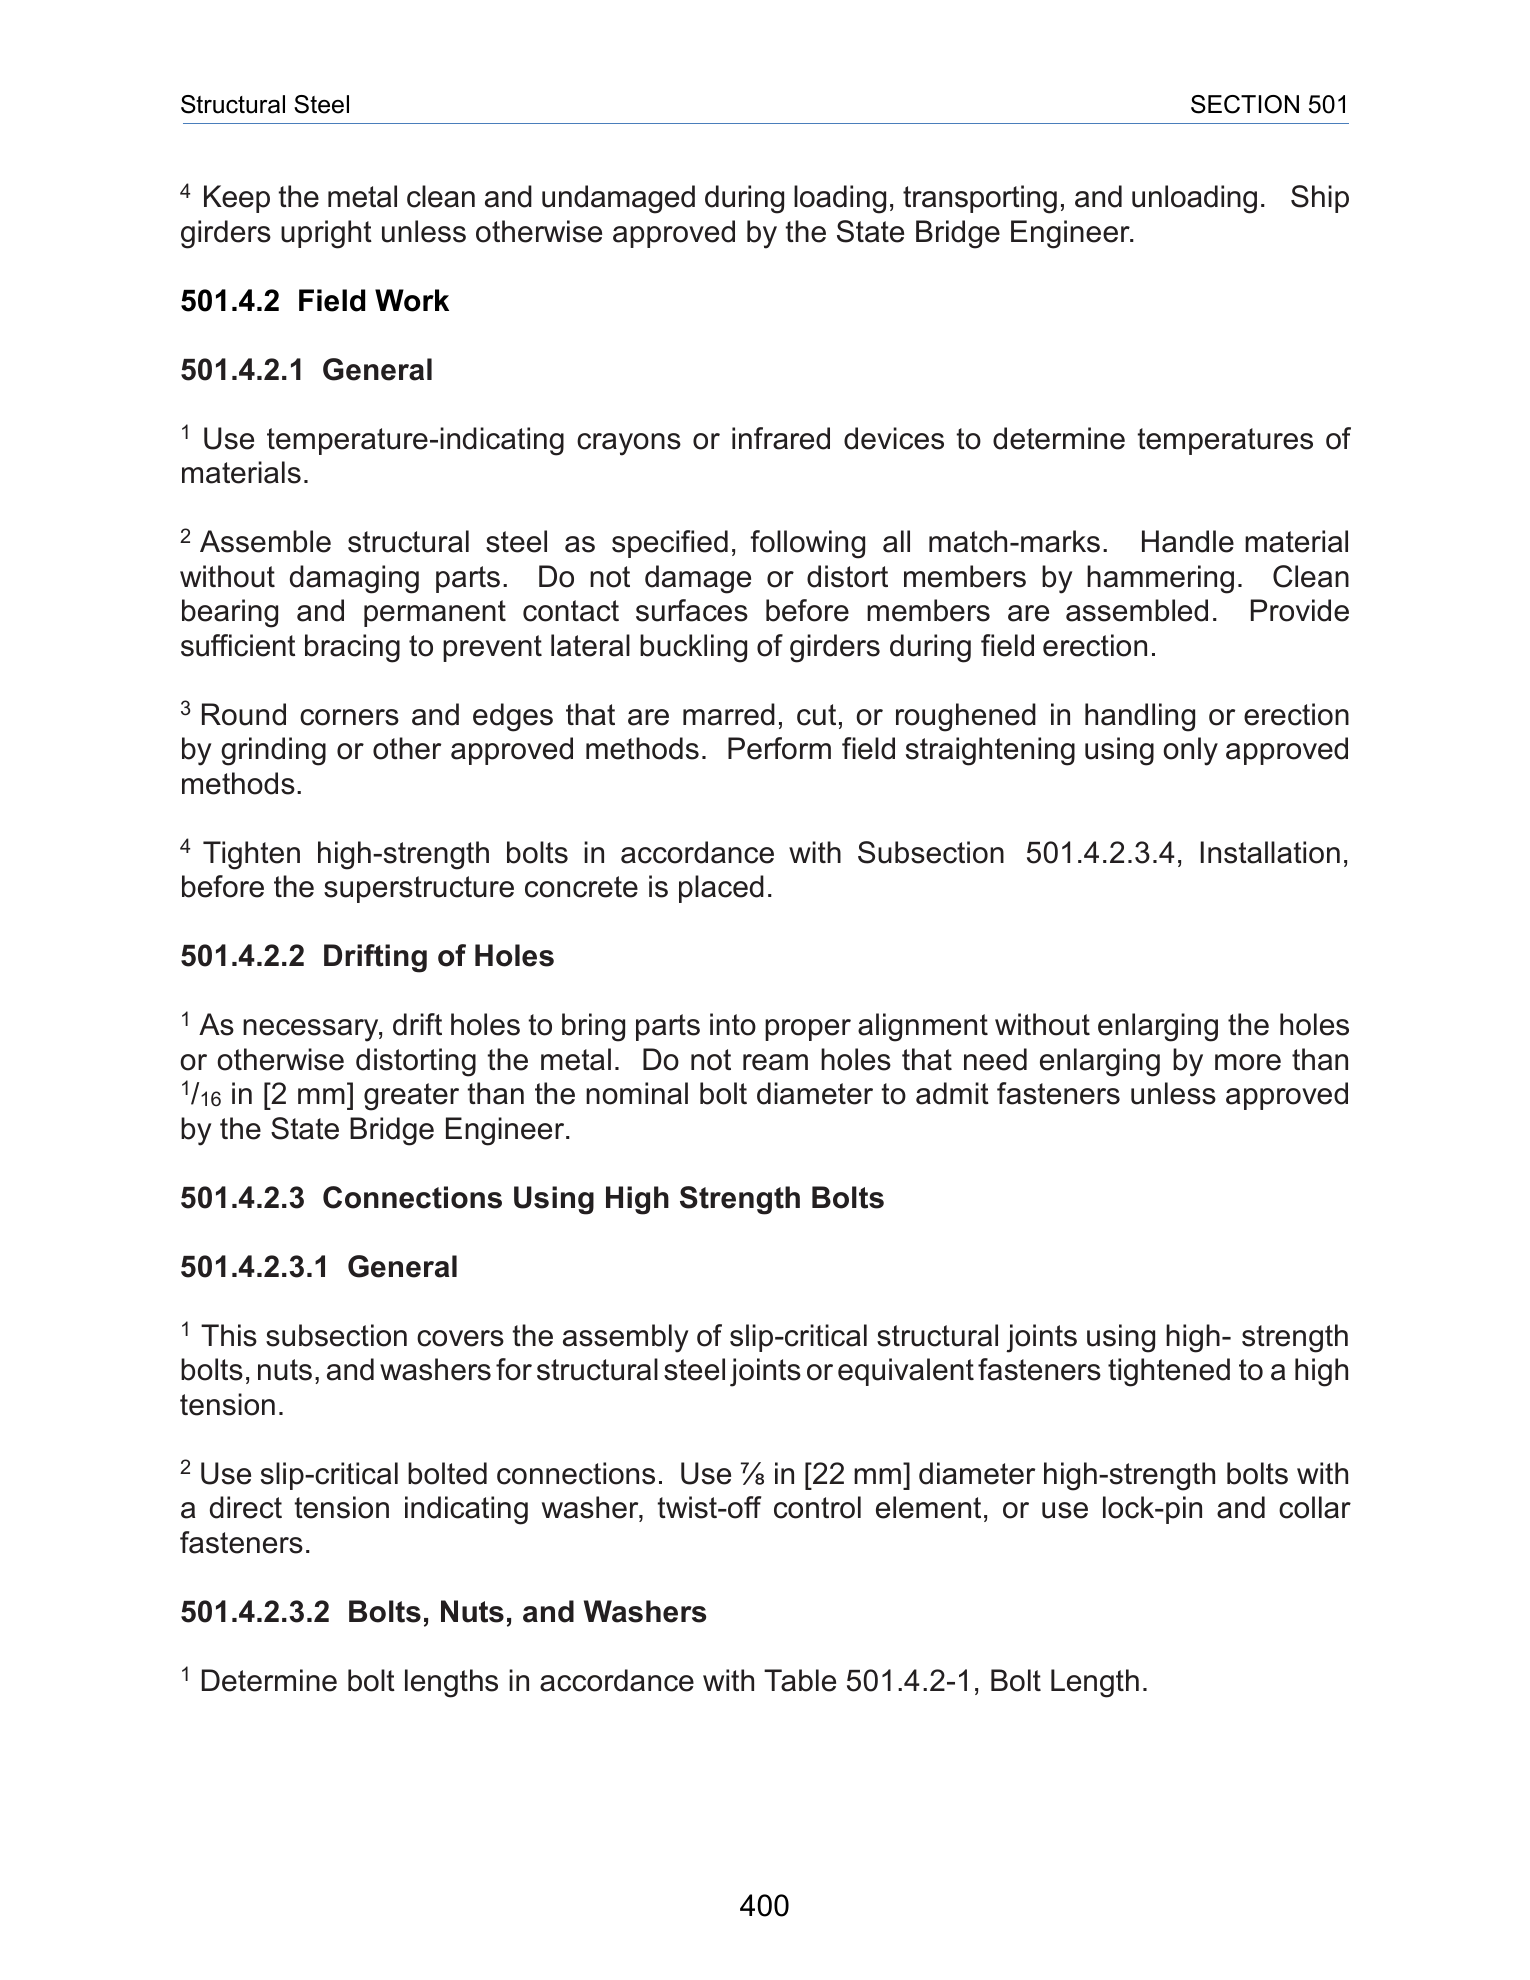 Structural Steel SECTION 501
4 Keep the metal clean and undamaged during loading, transporting, and unloading. Ship
girders upright unless otherwise approved by the State Bridge Engineer.
501.4.2 Field Work
501.4.2.1 General
1 Use temperature-indicating crayons or infrared devices to determine temperatures of
materials.
2 Assemble structural steel as specified, following all match-marks. Handle material
without damaging parts. Do not damage or distort members by hammering. Clean
bearing and permanent contact surfaces before members are assembled. Provide
sufficient bracing to prevent lateral buckling of girders during field erection.
3 Round corners and edges that are marred, cut, or roughened in handling or erection
by grinding or other approved methods. Perform field straightening using only approved
methods.
4 Tighten high-strength bolts in accordance with Subsection 501.4.2.3.4, Installation,
before the superstructure concrete is placed.
501.4.2.2 Drifting of Holes
1 As necessary, drift holes to bring parts into proper alignment without enlarging the holes
or otherwise distorting the metal. Do not ream holes that need enlarging by more than
1/16 in [2 mm] greater than the nominal bolt diameter to admit fasteners unless approved
by the State Bridge Engineer.
501.4.2.3 Connections Using High Strength Bolts
501.4.2.3.1 General
1 This subsection covers the assembly of slip-critical structural joints using high- strength
bolts, nuts, and washers for structural steel joints or equivalent fasteners tightened to a high
tension.
2 Use slip-critical bolted connections. Use ⅞ in [22 mm] diameter high-strength bolts with
a direct tension indicating washer, twist-off control element, or use lock-pin and collar
fasteners.
501.4.2.3.2 Bolts, Nuts, and Washers
1 Determine bolt lengths in accordance with Table 501.4.2-1, Bolt Length.
400